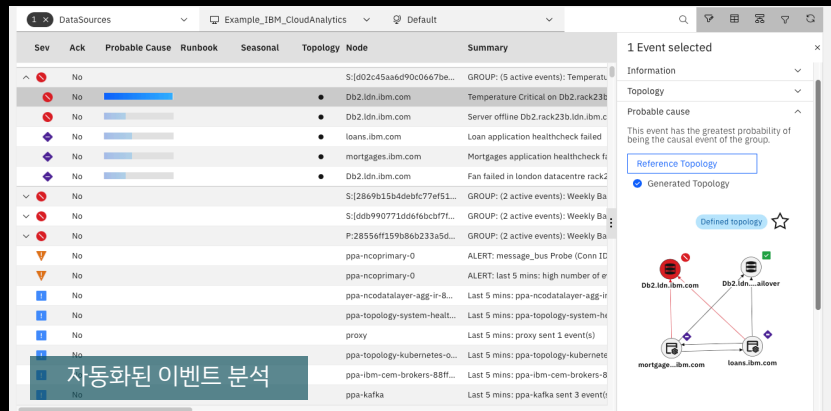 1 × DataSources Example_IBM_CloudAnalytics Default
Sev Ack Probable Cause Runbook Seasonal Topology Node Summary
No S:[d02c45aa6d90c0667be... GROUP: (5 active events): Temperatu
No Db2.ldn.ibm.com Temperature Critical on Db2.rack23b
No Db2.ldn.ibm.com Server offline Db2.rack23b.ldn.ibm.c
No loans.ibm.com Loan application healthcheck failed
No mortgages.ibm.com Mortgages application healthcheck fa
No Db2.ldn.ibm.com Fan failed in london datacentre rack2
No S:[2869b15b4debfc77ef51... GROUP: (2 active events): Weekly Ba
No S:[ddb990771dd6f6bcbf7f... GROUP: (2 active events): Weekly Ba
No P:28556ff159b86b233a5d... GROUP: (2 active events): Weekly Ba
No ppa-ncoprimary-0 ALERT: message_bus Probe (Conn ID
No ppa-ncoprimary-0 ALERT: last 5 mins: high number of e
No ppa-ncodatalayer-agg-ir-8... Last 5 mins: ppa-ncodatalayer-agg-ir
No ppa-topology-system-healt... Last 5 mins: ppa-topology-system-he
No proxy Last 5 mins: proxy sent 1 event(s)
No ppa-topology-kubernetes-o... Last 5 mins: ppa-topology-kubernete
No ppa-ibm-cem-brokers-88ff... Last 5 mins: ppa-ibm-cem-brokers-8
No ppa-kafka Last 5 mins: ppa-kafka sent 3 event(s
자동화된 이벤트 분석
1 Event selected ×
Information
Topology
Probable cause
This event has the greatest probability of
being the causal event of the group.
Reference Topology
Generated Topology
Defined topology
Db2.ldn.ibm.com Db2.ldn....ailover
mortgage...ibm.com loans.ibm.com